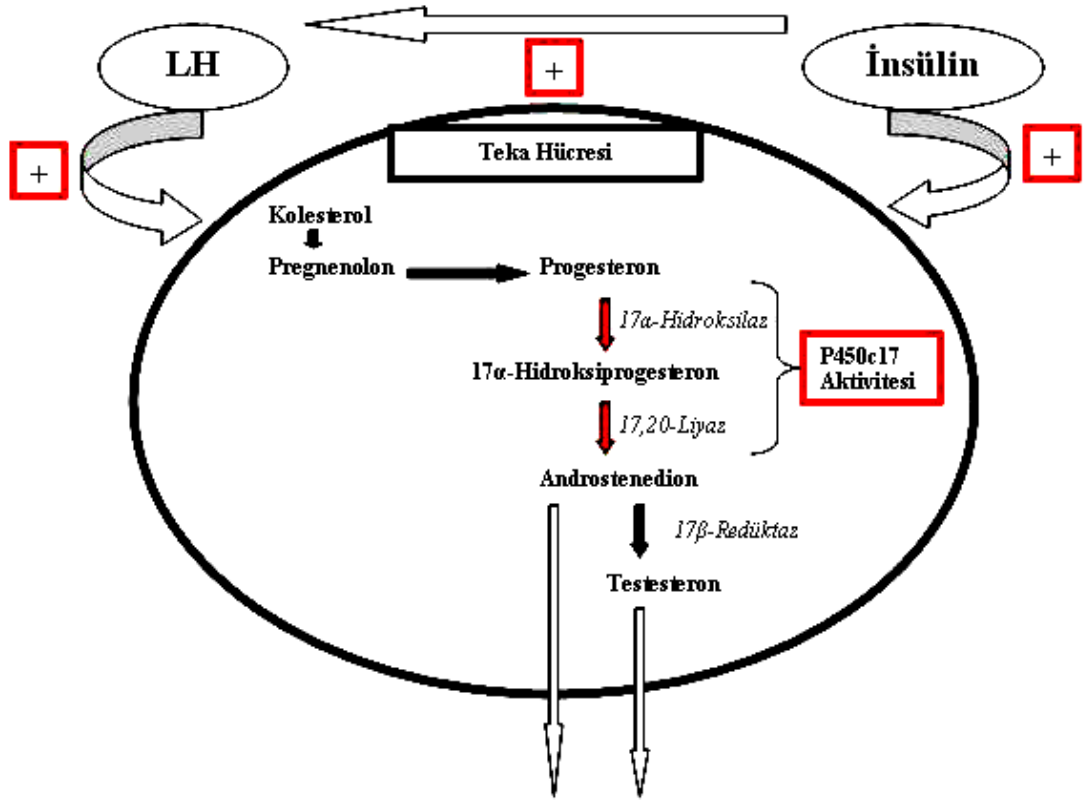 LH
İnsülin
+
+
+
Teka Hücresi
Kolesterol
Pregnenolon
Progesteron
17α-Hidroksilaz
17α-Hidroksiprogesteron
P450c17
Aktivitesi
17,20-Liyaz
Androstenedion
17β-Redüktaz
Testesteron